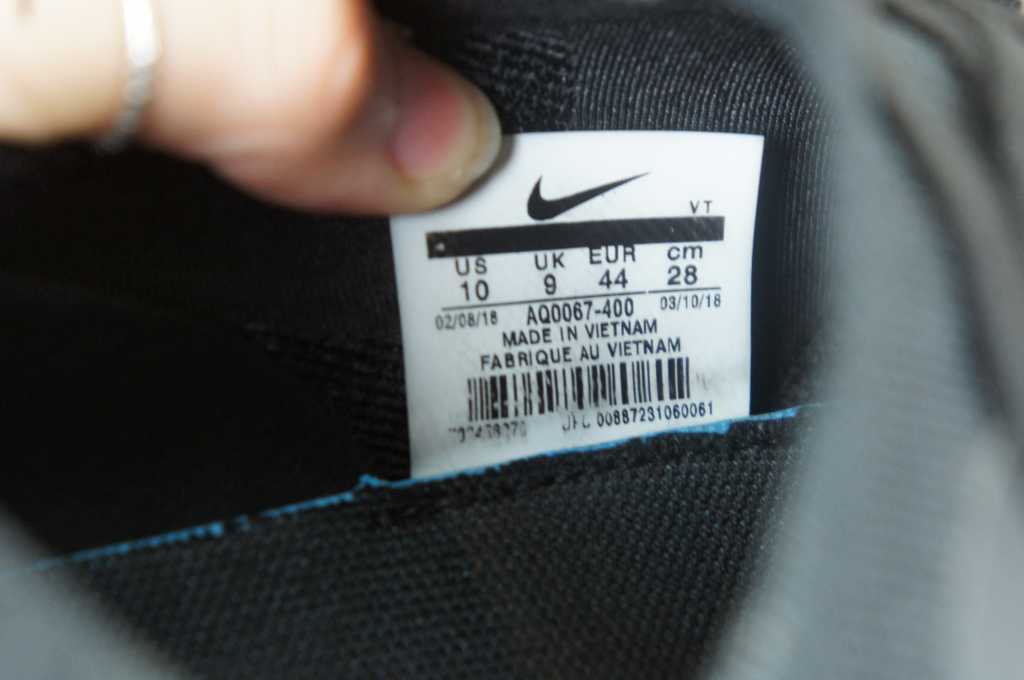 VT
US UK EUR cm
10 9 44 28
02/08/18 AQ0067-400 03/10/18
MADE IN VIETNAM
FABRIQUE AU VIETNAM
00887231060061